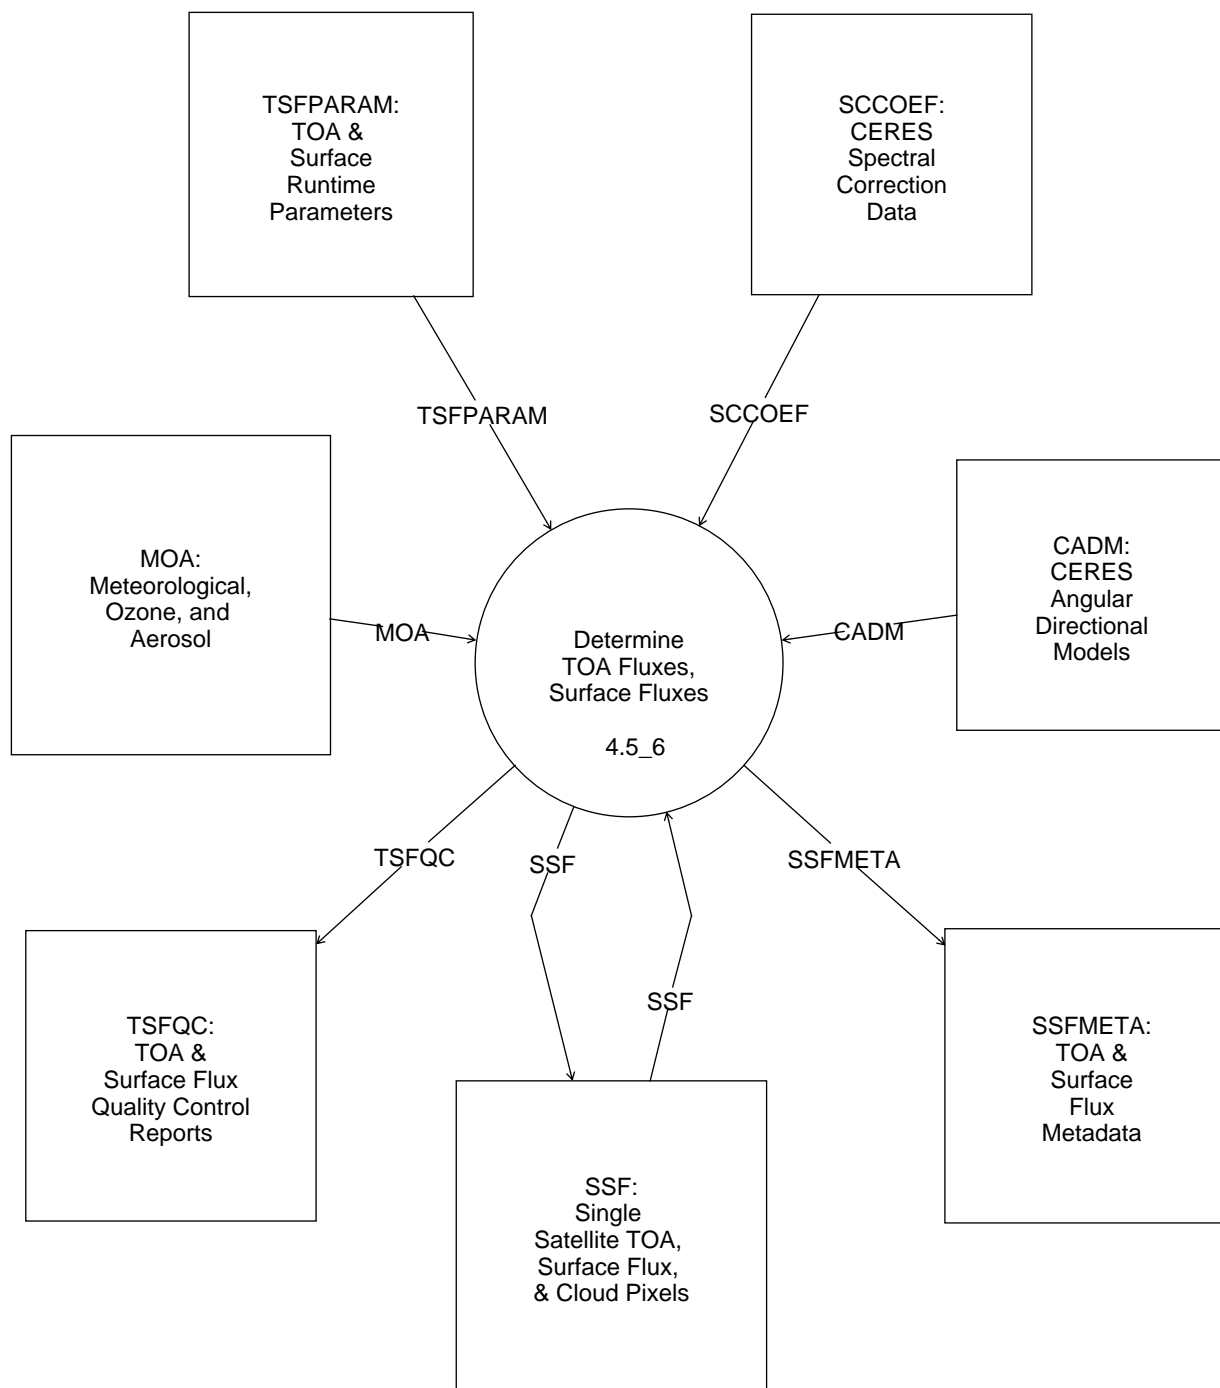 TSFPARAM:
TOA &
Surface
Runtime
Parameters
SCCOEF:
CERES
Spectral
Correction
Data
TSFPARAM
SCCOEF
MOA:
Meteorological,
Ozone, and
Aerosol
MOA
Determine
TOA Fluxes,
Surface Fluxes
4.5_6
CADM
CADM:
CERES
Angular
Directional
Models
TSFQC
SSF
SSFMETA
SSF
TSFQC:
TOA &
Surface Flux
Quality Control
Reports
SSF:
Single
Satellite TOA,
Surface Flux,
& Cloud Pixels
SSFMETA:
TOA &
Surface
Flux
Metadata